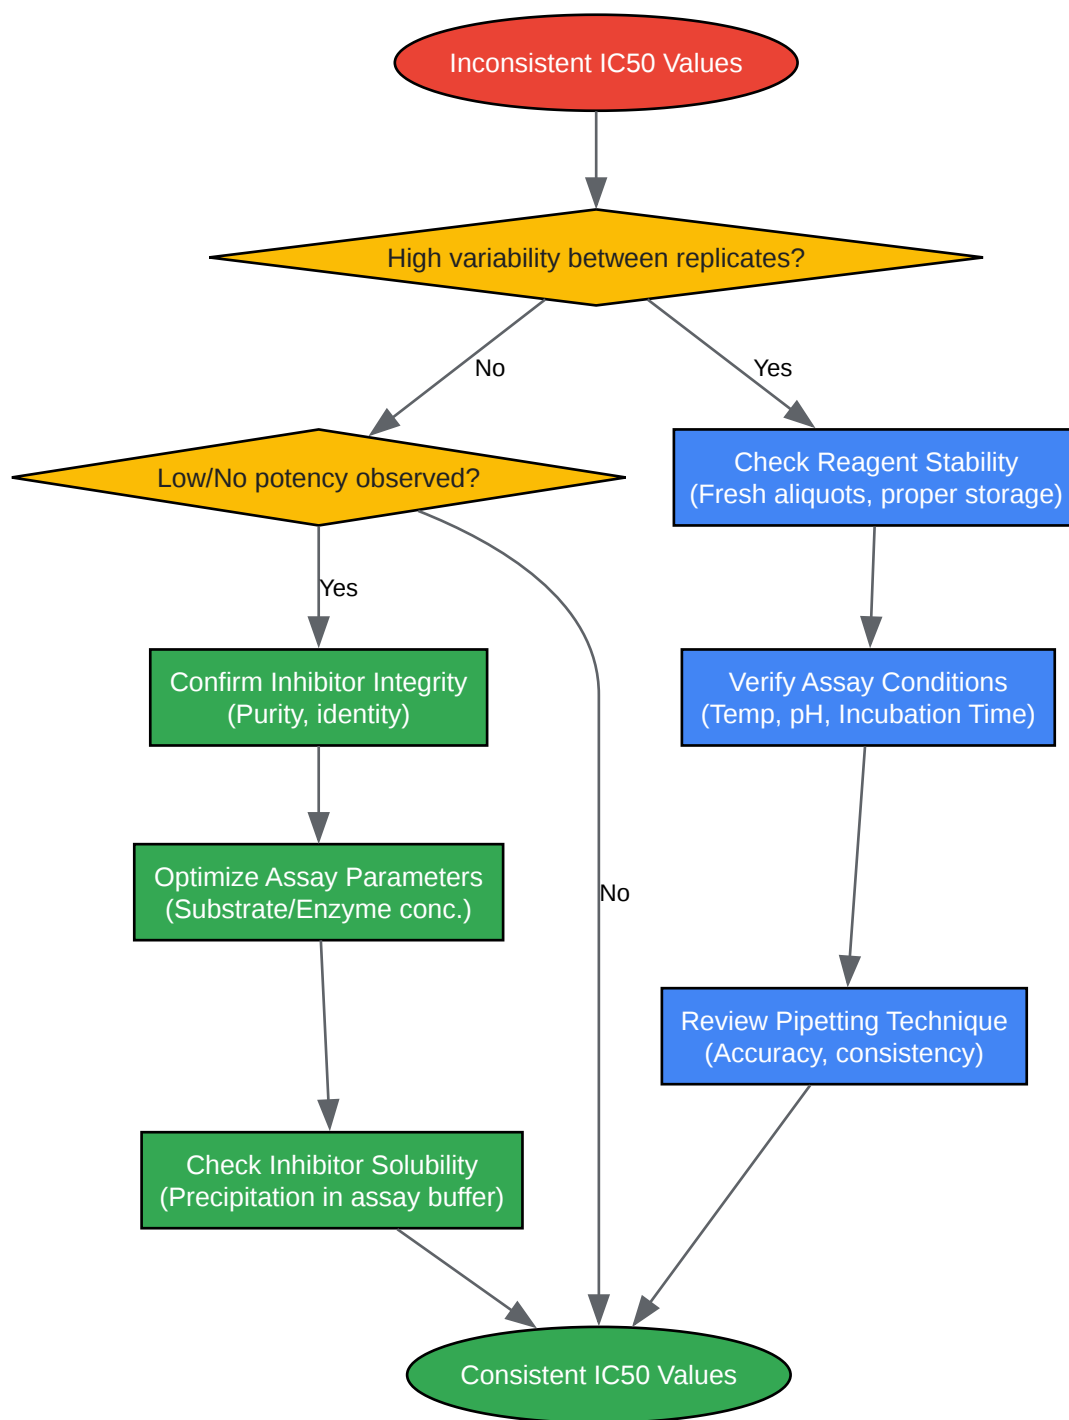 Inconsistent IC50 Values
High variability between replicates?
No
Yes
Low/No potency observed?
Check Reagent Stability
(Fresh aliquots, proper storage)
Yes
Confirm Inhibitor Integrity
(Purity, identity)
Verify Assay Conditions
(Temp, pH, Incubation Time)
Optimize Assay Parameters
(Substrate/Enzyme conc.)
No
Review Pipetting Technique
(Accuracy, consistency)
Check Inhibitor Solubility
(Precipitation in assay buffer)
Consistent IC50 Values